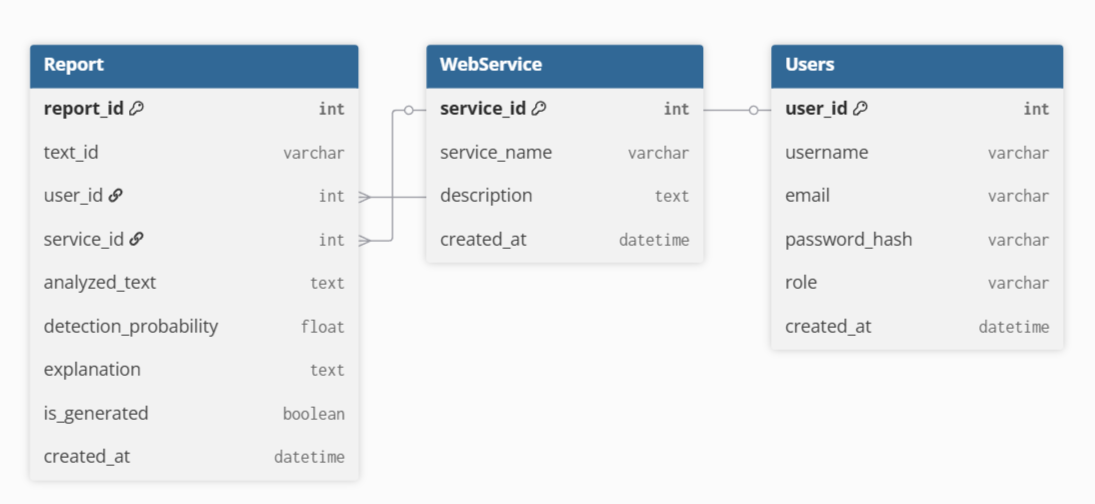 Report
report_id int
text_id varchar
user_id int
service_id int
analyzed_text text
detection_probability float
explanation text
is_generated boolean
created_at datetime
WebService
service_id int
service_name varchar
description text
created_at datetime
Users
user_id int
username varchar
email varchar
password_hash varchar
role varchar
created_at datetime